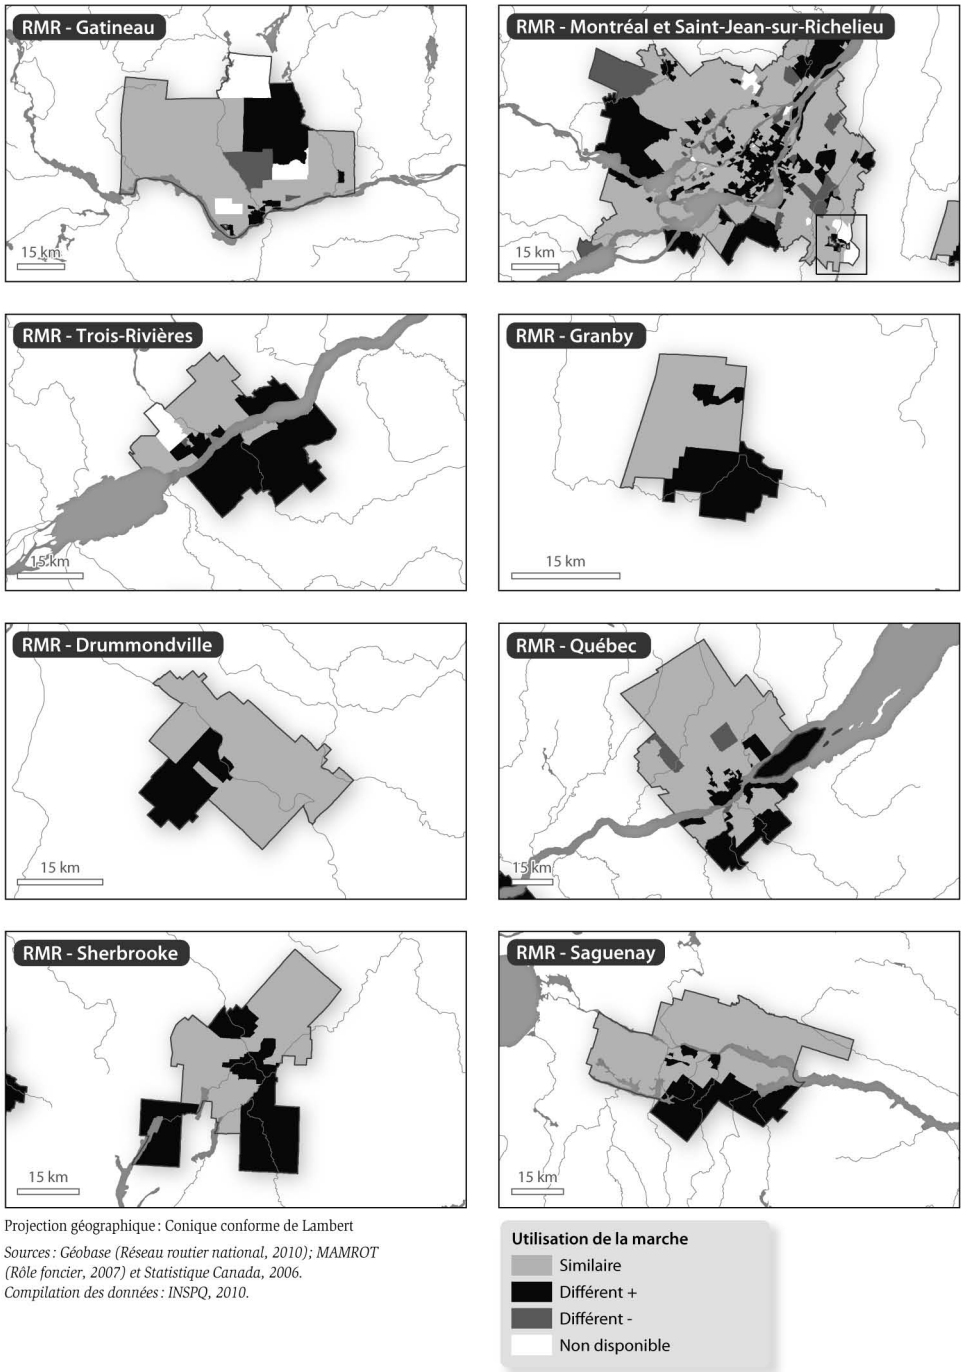 RMR - Gatineau
15 km
RMR - Montréal et Saint-Jean-sur-Richelieu
15 km
RMR - Trois-Rivières
15 km
RMR - Granby
15 km
RMR - Drummondville
15 km
RMR - Québec
15 km
RMR - Sherbrooke
15 km
RMR - Saguenay
15 km
Projection géographique : Conique conforme de Lambert
Sources : Géobase (Réseau routier national, 2010); MAMROT
(Rôle foncier, 2007) et Statistique Canada, 2006.
Compilation des données : INSPQ, 2010.
Utilisation de la marche
Similaire
Différent +
Différent -
Non disponible